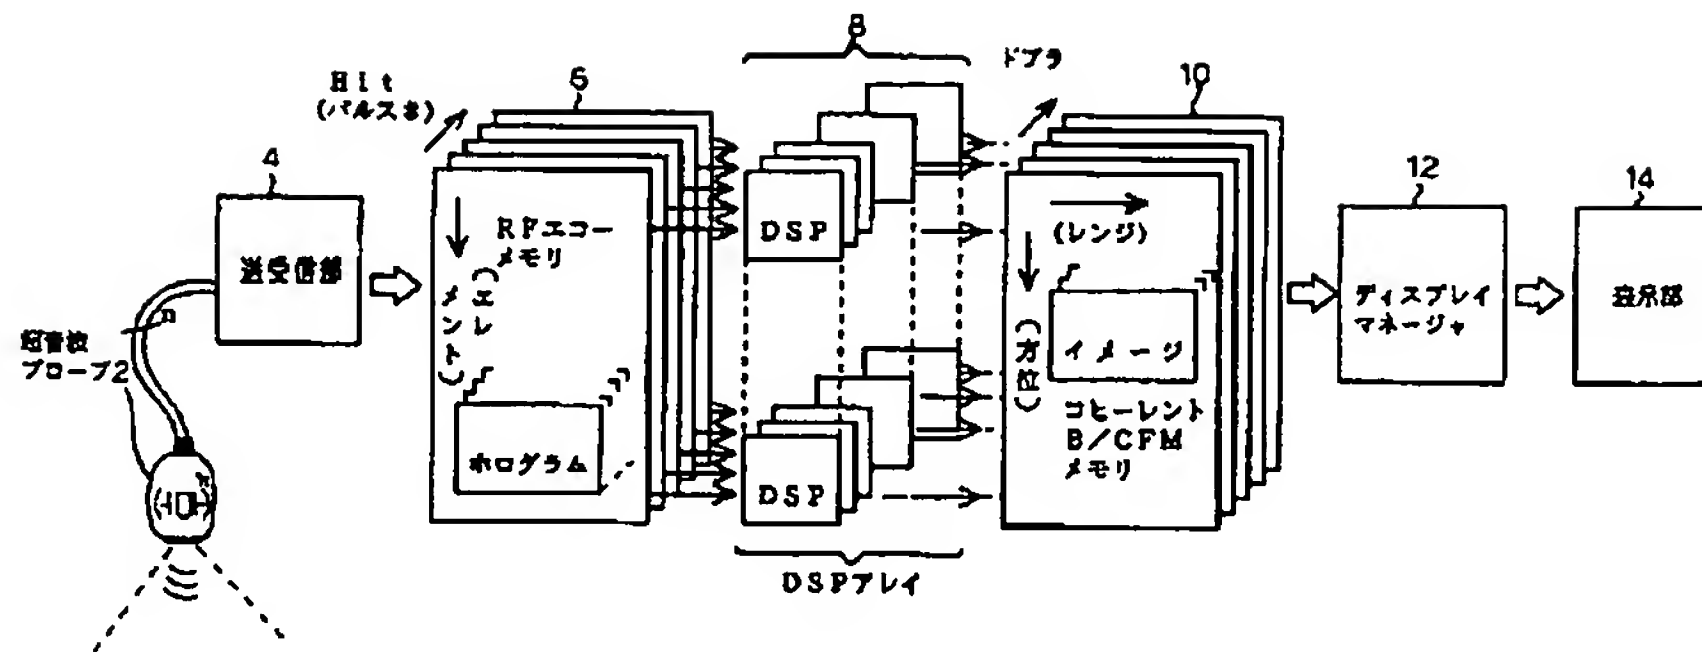 4
送受信部
超音波
プローブ2
n
Hit
(パルス#)
6
RFエコー
メモリ
(エレ
メント)
ホログラム
8
DSP
DSP
DSPアレイ
ドプラ
10
(レンジ)
(方位)
イメージ
コヒーレント
B/CFM
メモリ
12
ディスプレイ
マネージャ
14
表示部